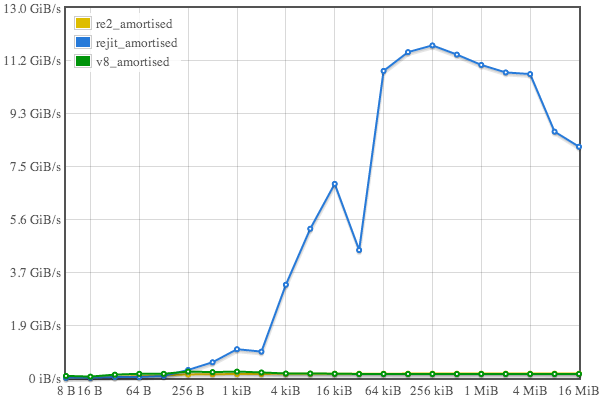 13.0 GiB/s
re2_amortised
rejit_amortised
v8_amortised
11.2 GiB/s
9.3 GiB/s
7.5 GiB/s
5.6 GiB/s
3.7 GiB/s
1.9 GiB/s
0 iB/s
8 B 16 B 64 B 256 B 1 kiB 4 kiB 16 kiB 64 kiB 256 kiB 1 MiB 4 MiB 16 MiB